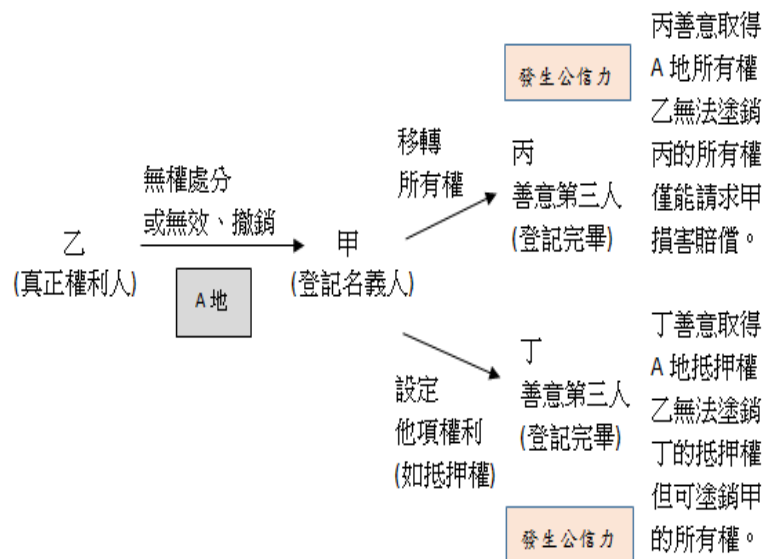 發生公信力
丙善意取得
A 地所有權
乙無法塗銷
丙的所有權
僅能請求甲
損害賠償。
移轉
所有權
丙
善意第三人
(登記完畢)
無權處分
或無效、撤銷
乙
(真正權利人)
A 地
甲
(登記名義人)
設定
他項權利
(如抵押權)
丁
善意第三人
(登記完畢)
發生公信力
丁善意取得
A 地抵押權
乙無法塗銷
丁的抵押權
但可塗銷甲
的所有權。